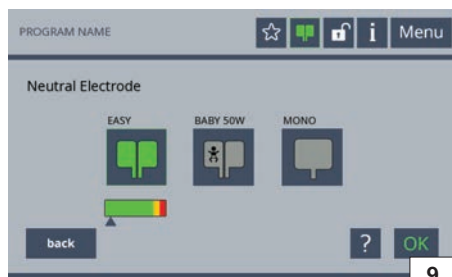 PROGRAM NAME i Menu
Neutral Electrode
EASY BABY 50W MONO
back ? OK
9